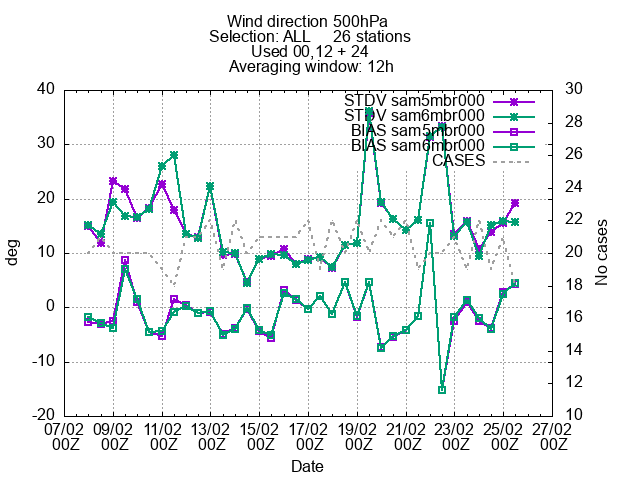 Wind direction 500hPa
Selection: ALL 26 stations
Used 00,12 + 24
Averaging window: 12h
STDV sam5mbr000
STDV sam6mbr000
BIAS sam5mbr000
BIAS sam6mbr000
CASES
40
30
20
10
0
-10
-20
deg
30
28
26
24
22
20
18
16
14
12
10
No cases
07/02 09/02 11/02 13/02 15/02 17/02 19/02 21/02 23/02 25/02 27/02
00Z 00Z 00Z 00Z 00Z 00Z 00Z 00Z 00Z 00Z 00Z
Date